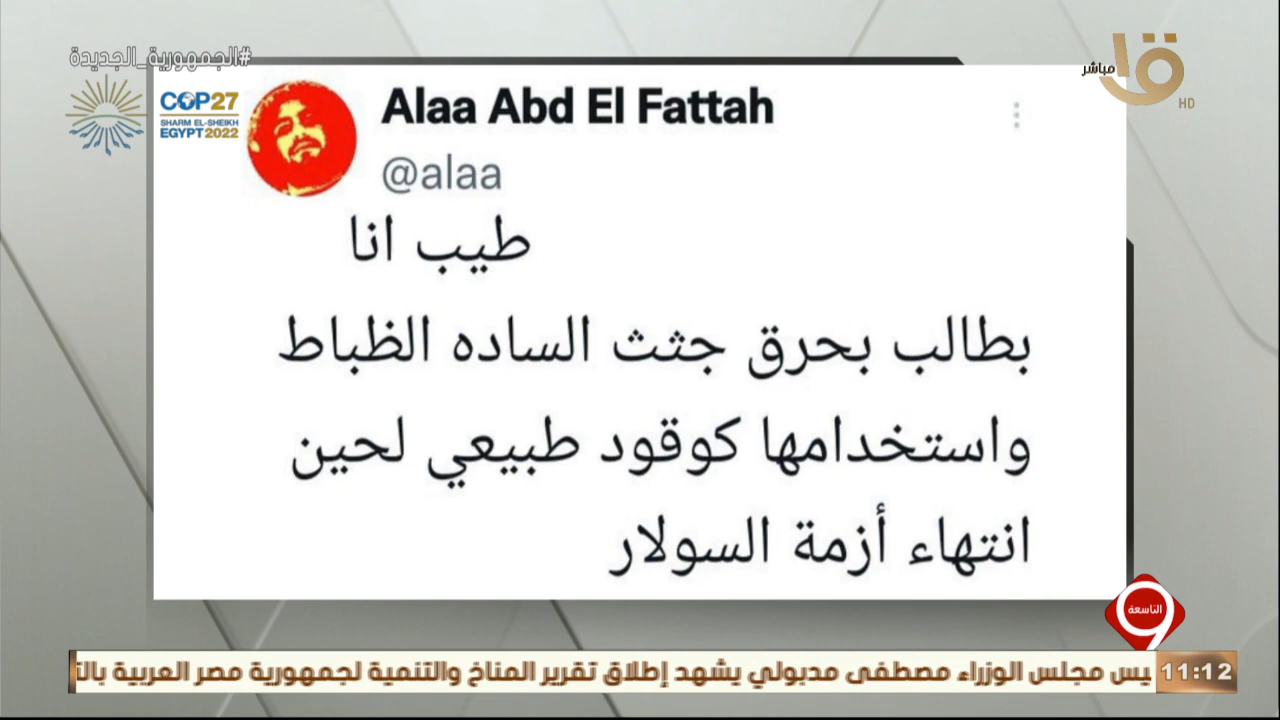 #الجمهورية_الجديدة
COP27
SHARM EL-SHEIKH
EGYPT 2022
مباشر
HD
Alaa Abd El Fattah
@alaa
طيب انا
بطالب بحرق جثث الساده الظباط
واستخدامها كوقود طبيعي لحين
انتهاء أزمة السولار
التاسعة
11:12
يس مجلس الوزراء مصطفى مدبولي يشهد إطلاق تقرير المناخ والتنمية لجمهورية مصر العربية بالت